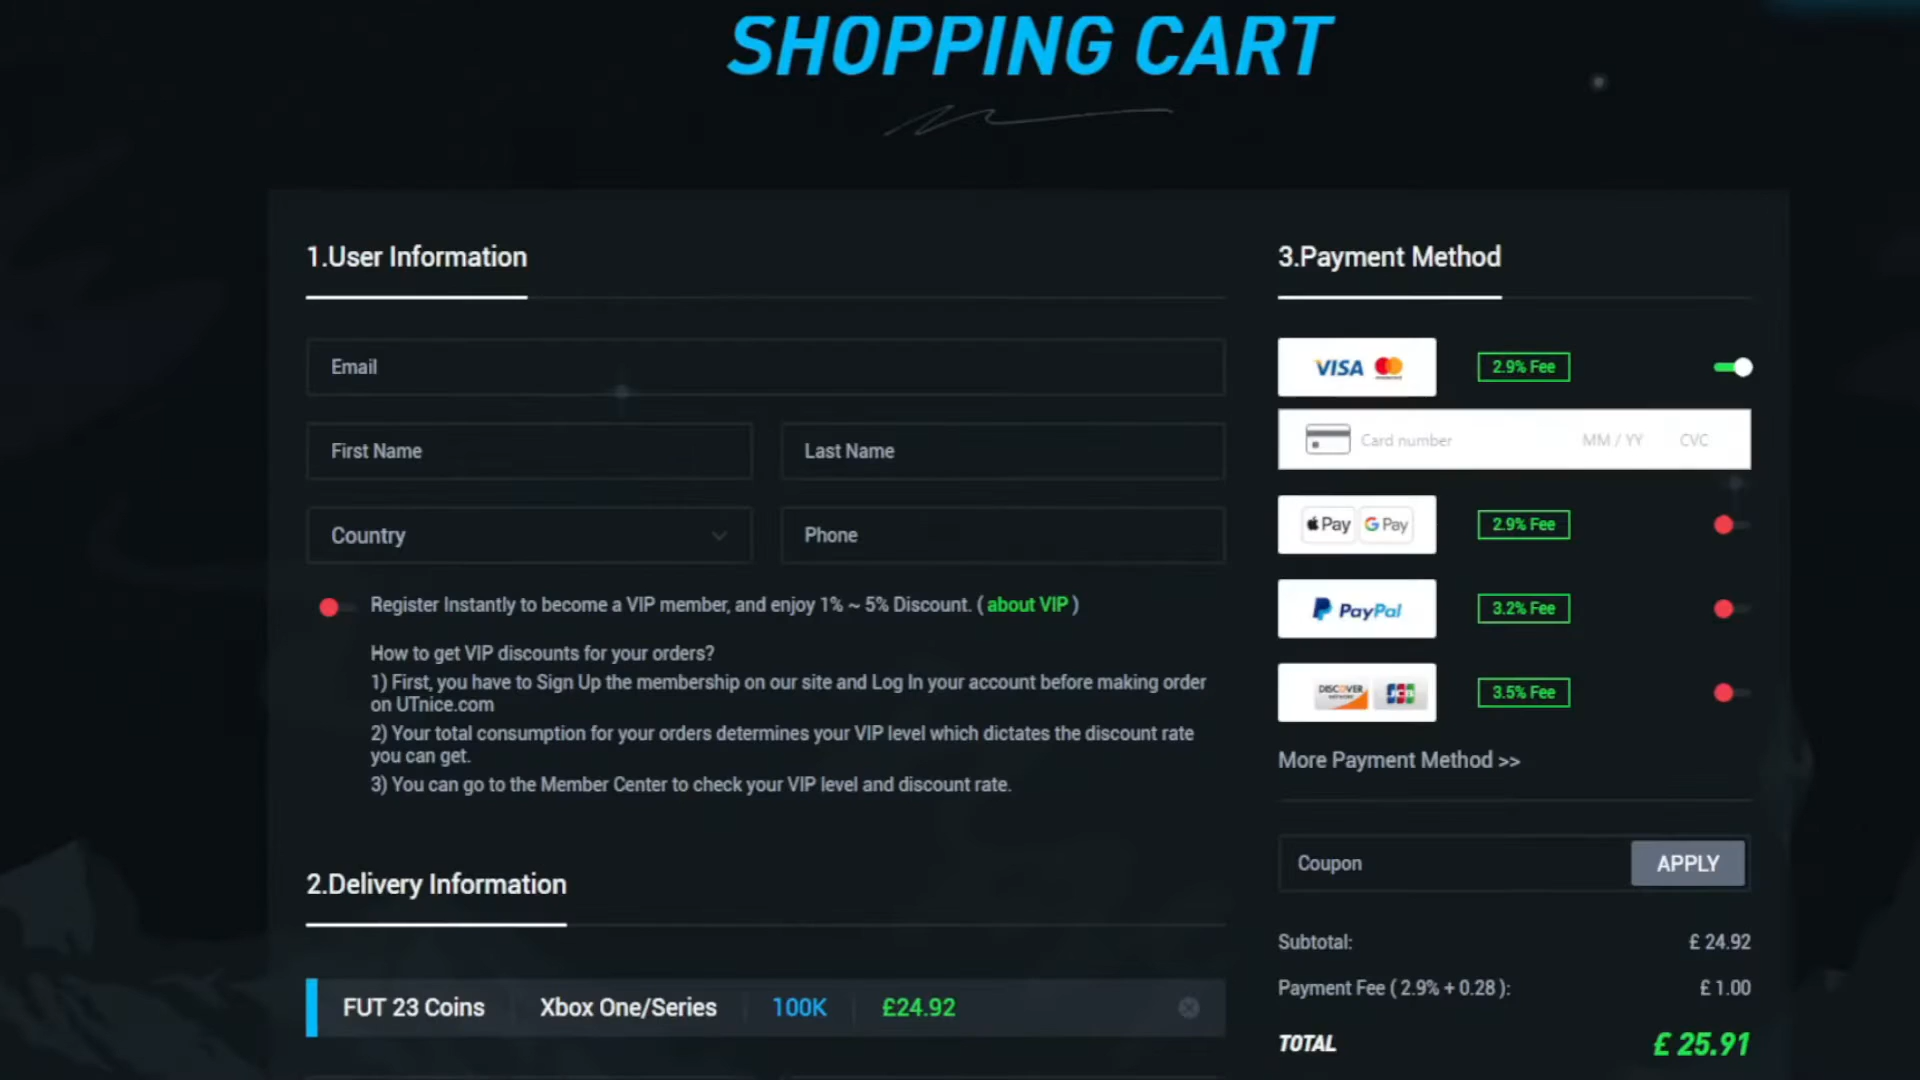 SHOPPING CART
1.User Information
Email
First Name
Last Name
Country
Phone
Register Instantly to become a VIP member, and enjoy 1% ~ 5% Discount. ( about VIP )
How to get VIP discounts for your orders?
1) First, you have to Sign Up the membership on our site and Log In your account before making order
on UTnice.com
2) Your total consumption for your orders determines your VIP level which dictates the discount rate
you can get.
3) You can go to the Member Center to check your VIP level and discount rate.
2.Delivery Information
FUT 23 Coins Xbox One/Series 100K £24.92
3.Payment Method
VISA 2.9% Fee
Card number MM / YY CVC
Pay G Pay 2.9% Fee
PayPal 3.2% Fee
DISCOVER JCB 3.5% Fee
More Payment Method >>
Coupon APPLY
Subtotal: £ 24.92
Payment Fee ( 2.9% + 0.28 ): £ 1.00
TOTAL £ 25.91